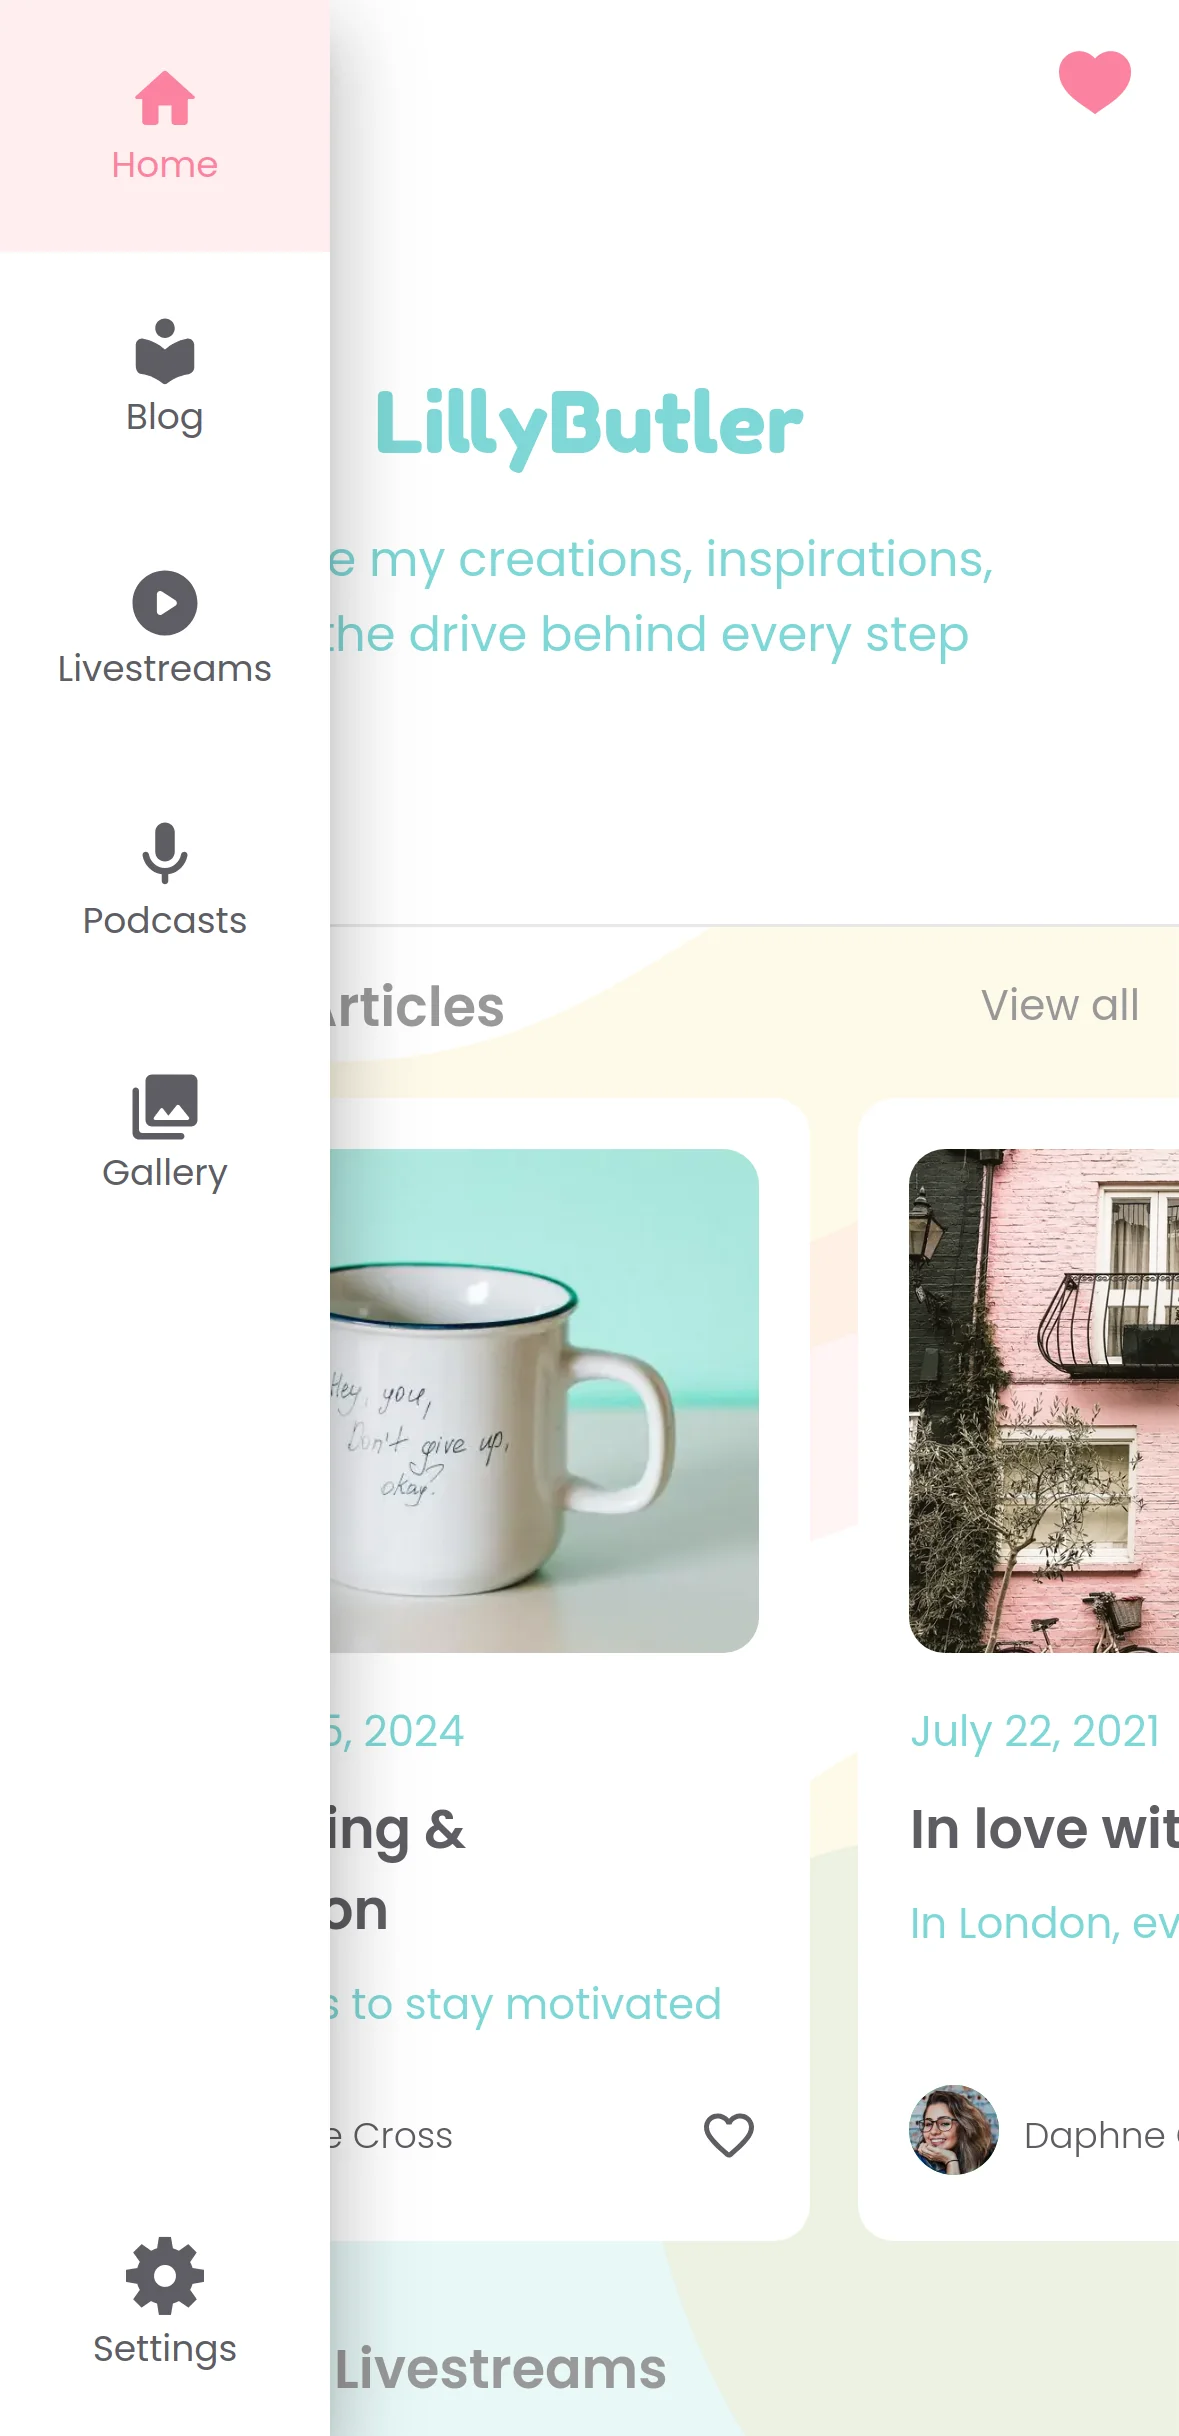 Home
Blog
Livestreams
Podcasts
Gallery
Settings
LillyButler
my creations, inspirations,
the drive behind every step
Articles
View all
Hey, you,
Don't give up,
okay?
5, 2024
ing &
on
s to stay motivated
e Cross
July 22, 2021
In love wit
In London, ev
Daphne
Livestreams